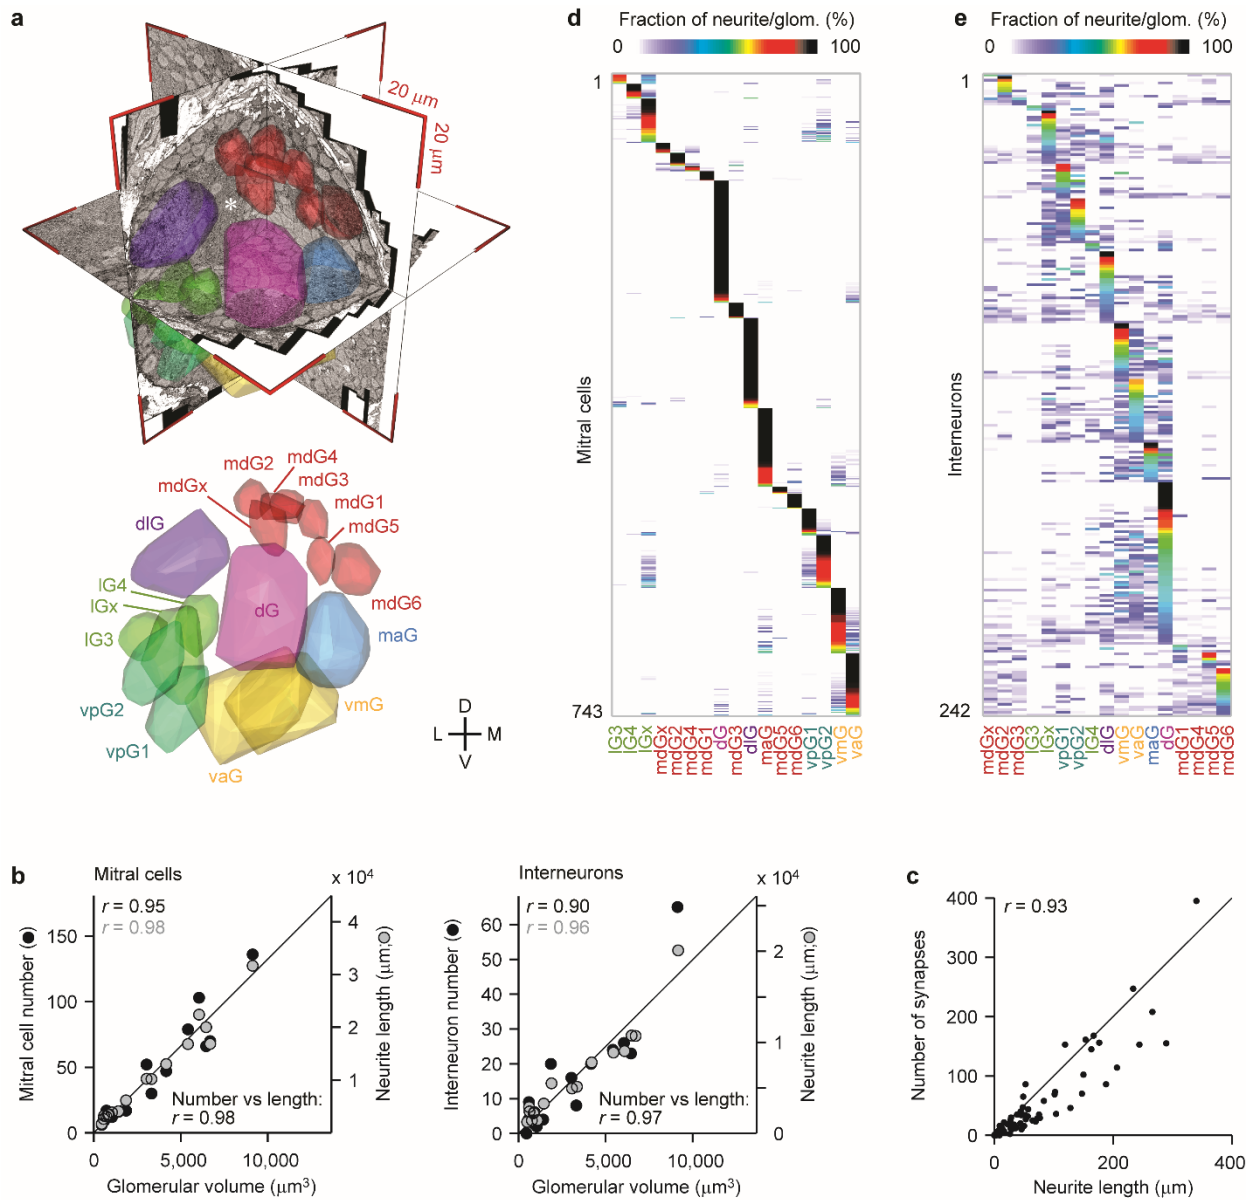 a
20 μm
20 μm
*
mdG4
mdG2
mdG3
mdGx
mdG1
dlG
mdG5
lG4
lGx
dG
mdG6
lG3
maG
vpG2
vmG
D
L M
V
vpG1
vaG
d
Fraction of neurite/glom. (%)
0 100
1
Mitral cells
743
lG3
lG4
lGx
mdGx
mdG2
mdG4
mdG1
dG
mdG3
dlG
maG
mdG5
mdG6
vpG1
vpG2
vmG
vaG
e
Fraction of neurite/glom. (%)
0 100
1
Interneurons
242
mdGx
mdG2
mdG3
lG3
lGx
vpG1
vpG2
lG4
dlG
vmG
vaG
maG
dG
mdG1
mdG4
mdG5
mdG6
b
Mitral cells
x 10⁴
r = 0.95
r = 0.98
150
100
50
0
Mitral cell number (●)
4
3
2
1
Neurite length (μm;○)
Number vs length:
r = 0.98
0 5,000 10,000
Glomerular volume (μm³)
Interneurons
x 10⁴
r = 0.90
r = 0.96
60
50
40
30
20
10
0
Interneuron number (●)
2
1
0
Neurite length (μm;○)
Number vs length:
r = 0.97
0 5,000 10,000
Glomerular volume (μm³)
c
r = 0.93
400
300
200
100
0
Number of synapses
0 200 400
Neurite length (μm)